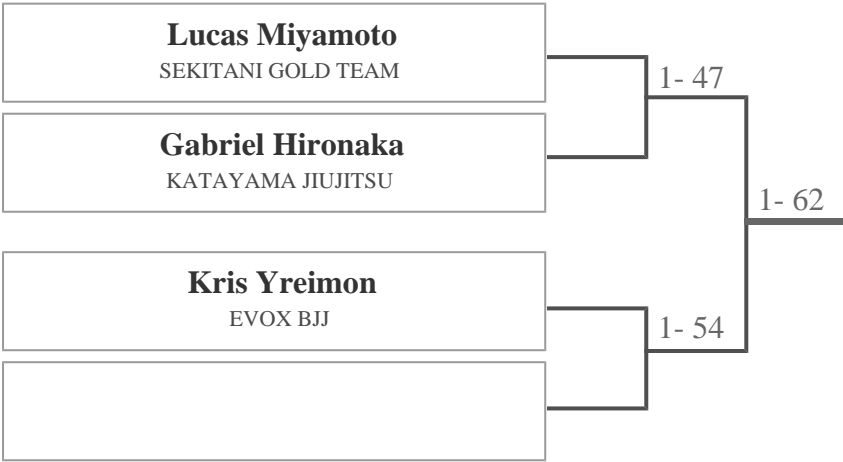 Lucas Miyamoto
SEKITANI GOLD TEAM
1- 47
Gabriel Hironaka
KATAYAMA JIUJITSU
1- 62
Kris Yreimon
EVOX BJJ
1- 54